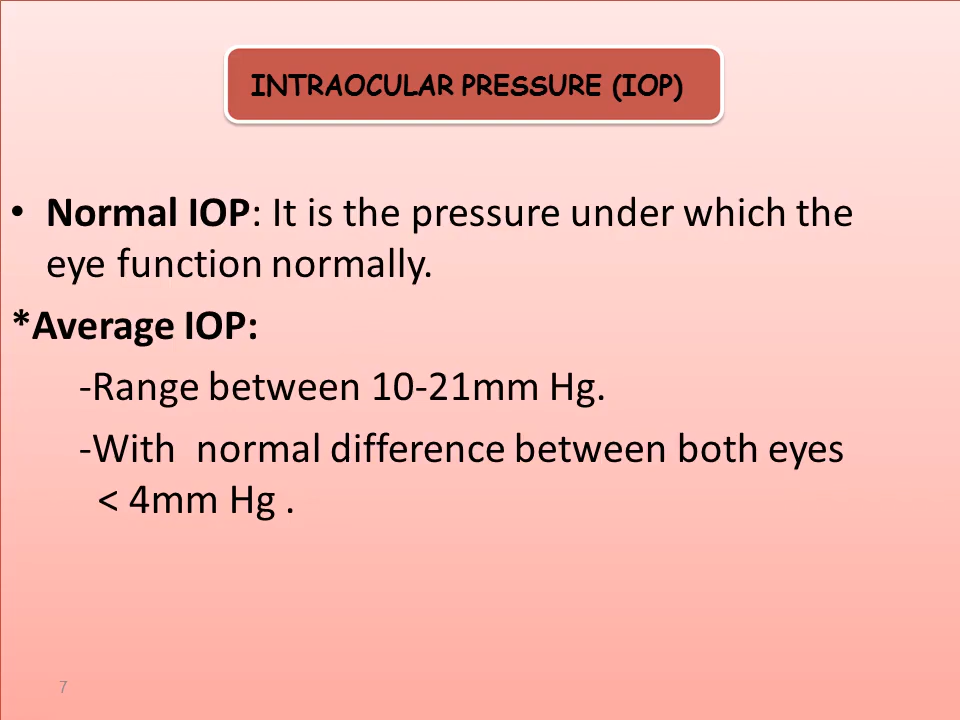 INTRAOCULAR PRESSURE (IOP)
• Normal IOP: It is the pressure under which the
eye function normally.
*Average IOP:
-Range between 10-21mm Hg.
-With  normal difference between both eyes
< 4mm Hg .
7